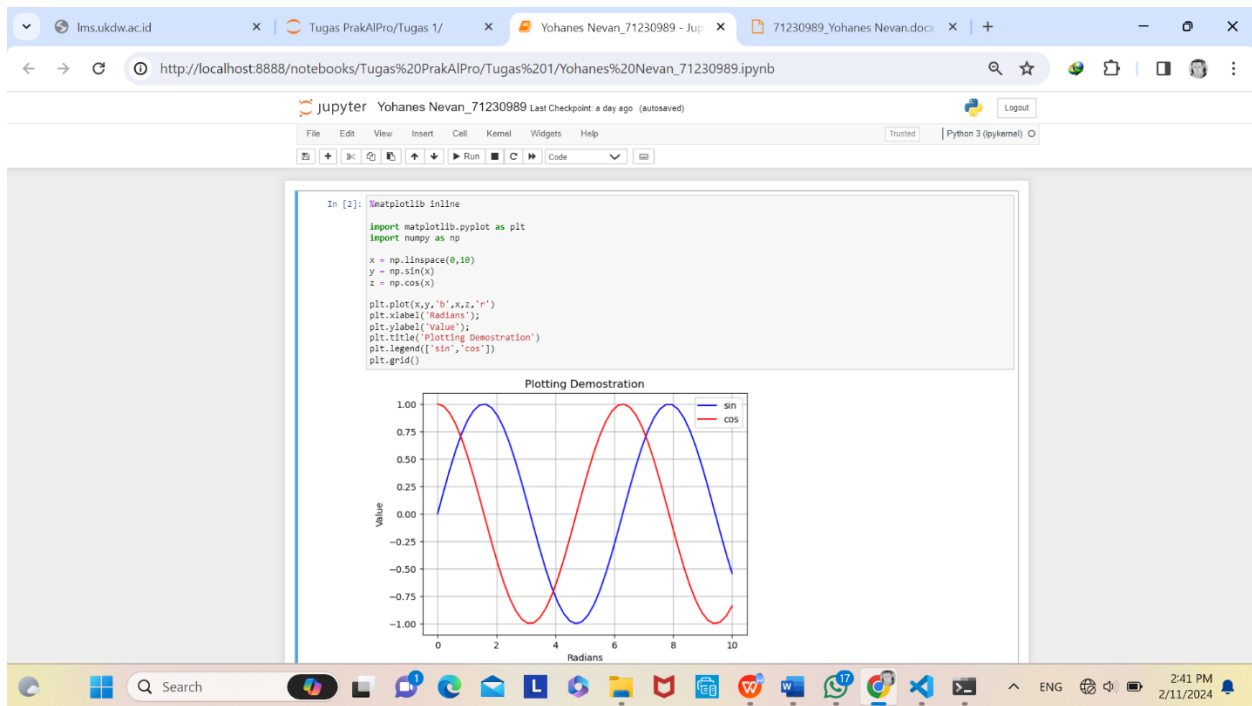 lms.ukdw.ac.id
Tugas PrakAlPro/Tugas 1/
Yohanes Nevan_71230989 - Jup
71230989_Yohanes Nevan.docx
http://localhost:8888/notebooks/Tugas%20PrakAlPro/Tugas%201/Yohanes%20Nevan_71230989.ipynb
jupyter Yohanes Nevan_71230989 Last Checkpoint: a day ago (autosaved)
Logout
File Edit View Insert Cell Kernel Widgets Help
Trusted
Python 3 (ipykernel)
Run
Code
In [2]: %matplotlib inline
import matplotlib.pyplot as plt
import numpy as np
x = np.linspace(0,10)
y = np.sin(x)
z = np.cos(x)
plt.plot(x,y,'b',x,z,'r')
plt.xlabel('Radians');
plt.ylabel('Value');
plt.title('Plotting Demostration')
plt.legend(['sin','cos'])
plt.grid()
Plotting Demostration
sin
cos
1.00
0.75
0.50
0.25
0.00
−0.25
−0.50
−0.75
−1.00
Value
0 2 4 6 8 10
Radians
Search
1
L
W
17
ENG
2:41 PM
2/11/2024